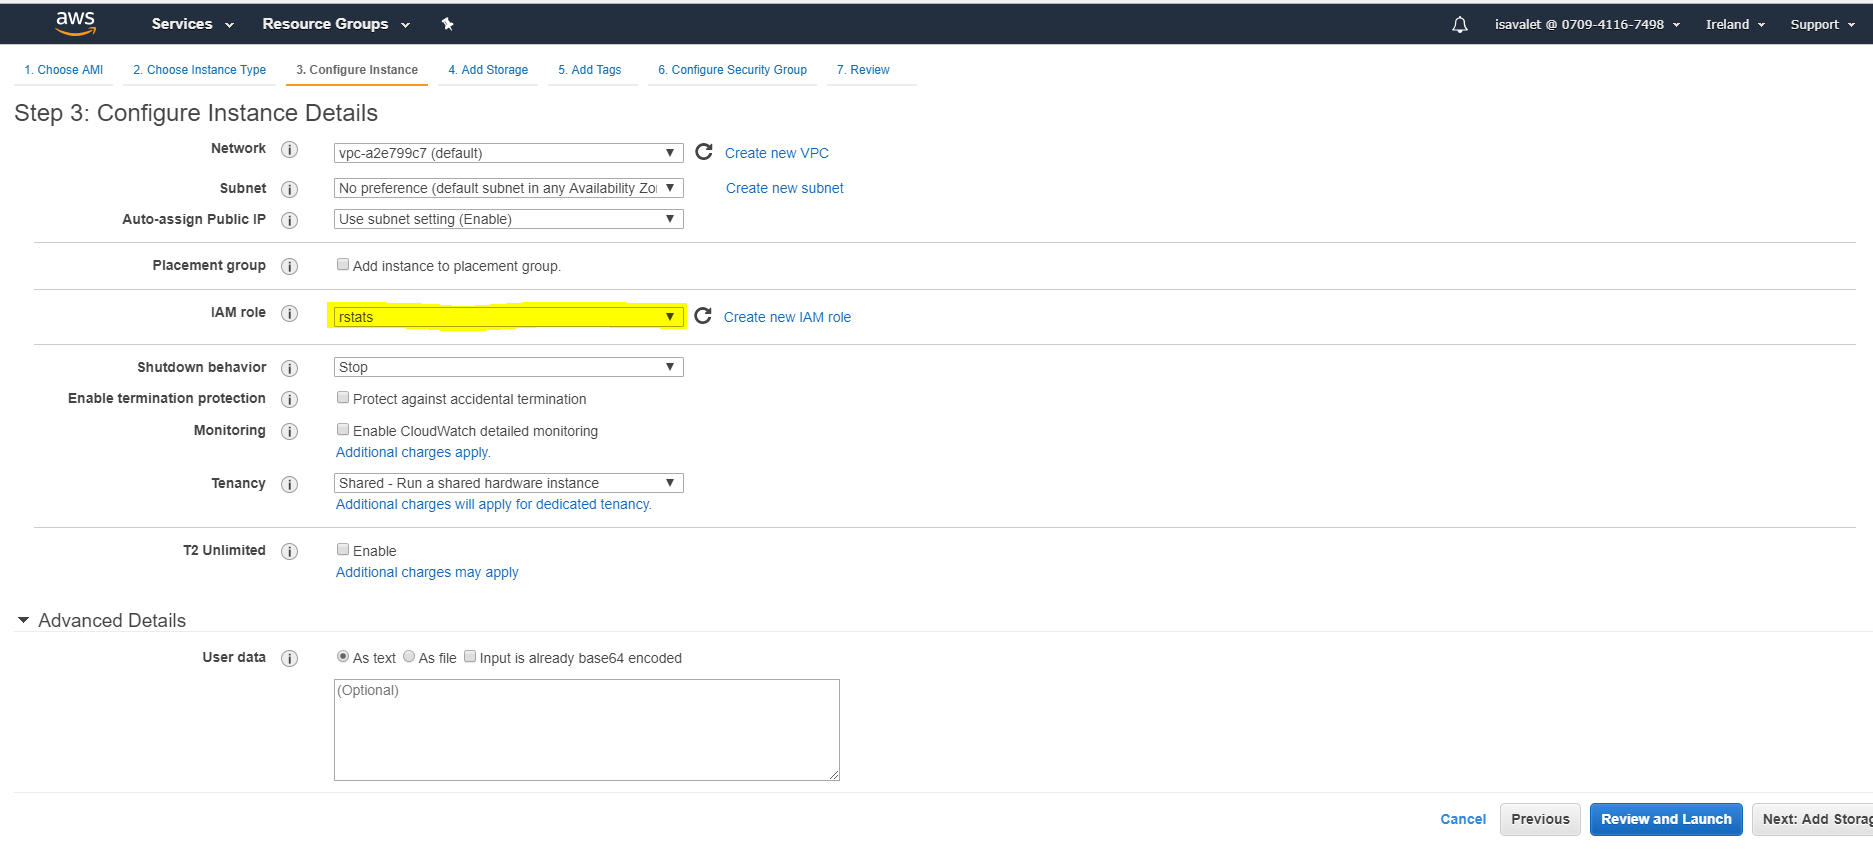 aws Services Resource Groups isavalet @ 0709-4116-7498 Ireland Support
1. Choose AMI 2. Choose Instance Type 3. Configure Instance 4. Add Storage 5. Add Tags 6. Configure Security Group 7. Review
Step 3: Configure Instance Details
Network vpc-a2e799c7 (default) Create new VPC
Subnet No preference (default subnet in any Availability Zo Create new subnet
Auto-assign Public IP Use subnet setting (Enable)
Placement group Add instance to placement group.
IAM role rstats Create new IAM role
Shutdown behavior Stop
Enable termination protection Protect against accidental termination
Monitoring Enable CloudWatch detailed monitoring
Additional charges apply.
Tenancy Shared - Run a shared hardware instance
Additional charges will apply for dedicated tenancy.
T2 Unlimited Enable
Additional charges may apply
Advanced Details
User data As text As file Input is already base64 encoded
(Optional)
Cancel Previous Review and Launch Next: Add Storag